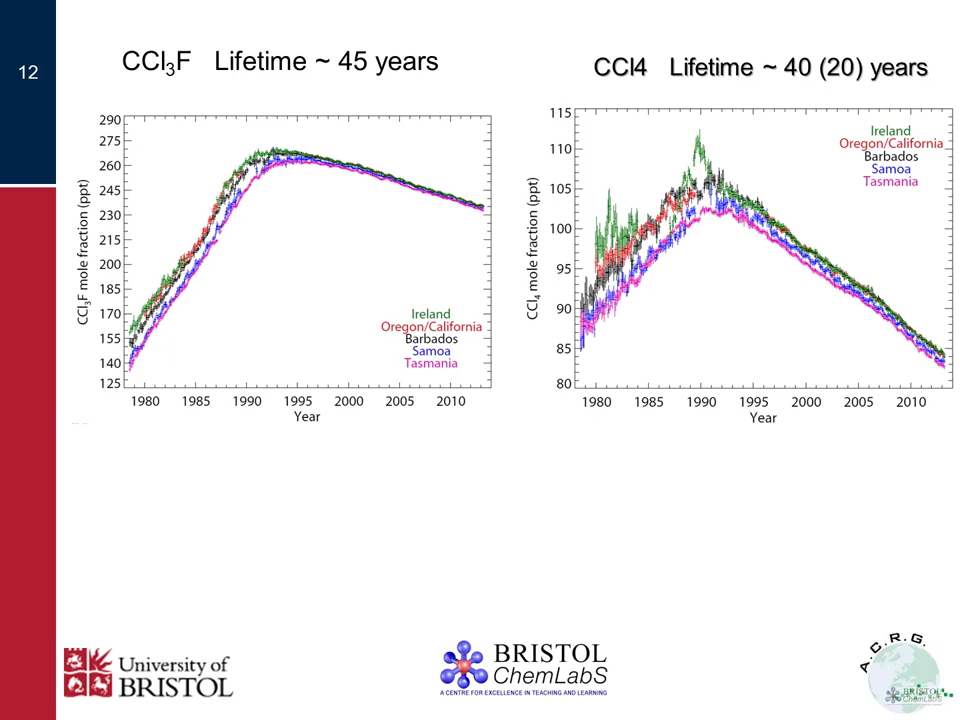 12
CCl3F Lifetime ~ 45 years
CCl4 Lifetime ~ 40 (20) years
CCl3F mole fraction (ppt)
290
275
260
245
230
215
200
185
170
155
140
125
Ireland
Oregon/California
Barbados
Samoa
Tasmania
1980 1985 1990 1995 2000 2005 2010
Year
CCl4 mole fraction (ppt)
115
110
105
100
95
90
85
80
Ireland
Oregon/California
Barbados
Samoa
Tasmania
1980 1985 1990 1995 2000 2005 2010
Year
University of
BRISTOL
BRISTOL
ChemLabS
A CENTRE FOR EXCELLENCE IN TEACHING AND LEARNING
A.C.R.G.
BRISTOL
ChemLabS